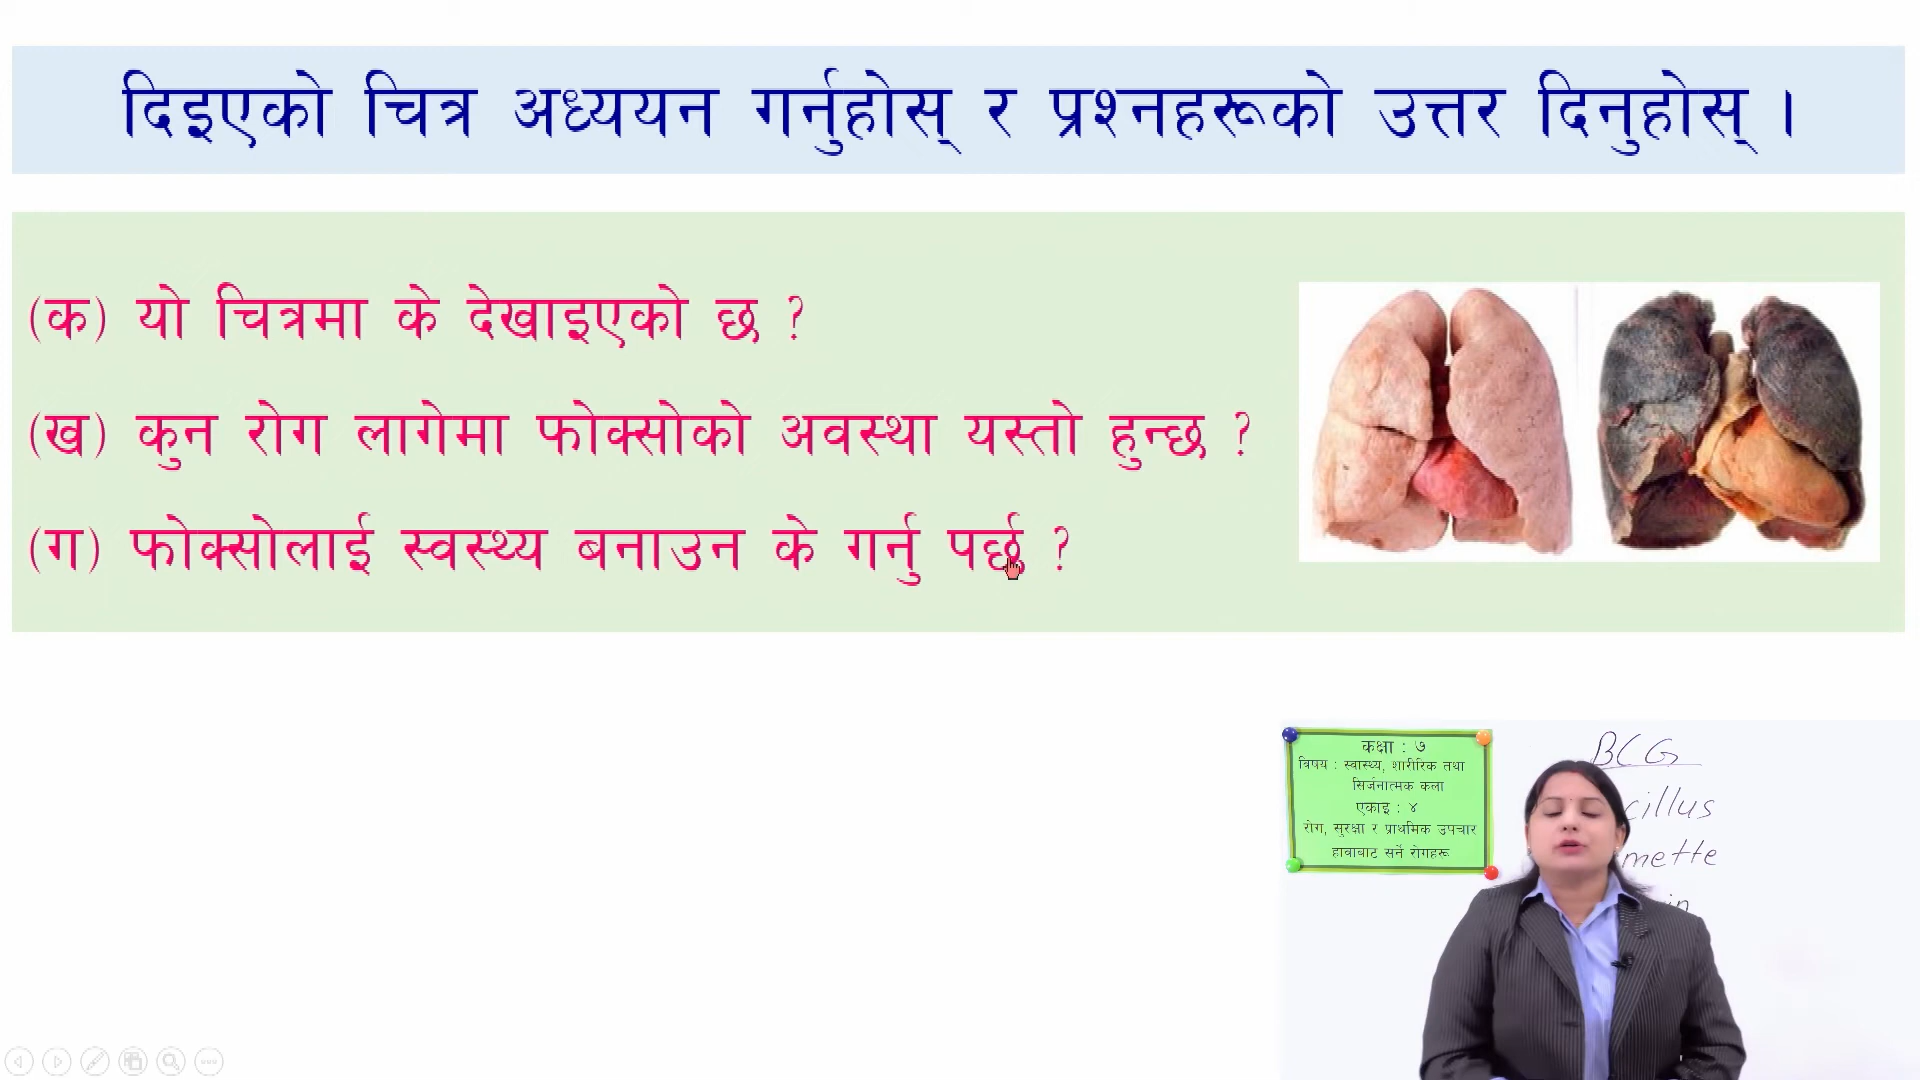 दिइएको चित्र अध्ययन गर्नुहोस् र प्रश्नहरूको उत्तर दिनुहोस् ।
(क) यो चित्रमा के देखाइएको छ ?
(ख) कुन रोग लागेमा फोक्सोको अवस्था यस्तो हुन्छ ?
(ग) फोक्सोलाई स्वस्थ्य बनाउन के गर्नु पर्छ ?
कक्षा : ७
विषय : स्वास्थ्य, शारीरिक तथा
सिर्जनात्मक कला
एकाइ : ४
रोग, सुरक्षा र प्राथमिक उपचार
हावाबाट सर्ने रोगहरू
BCG
cillus
mette
in